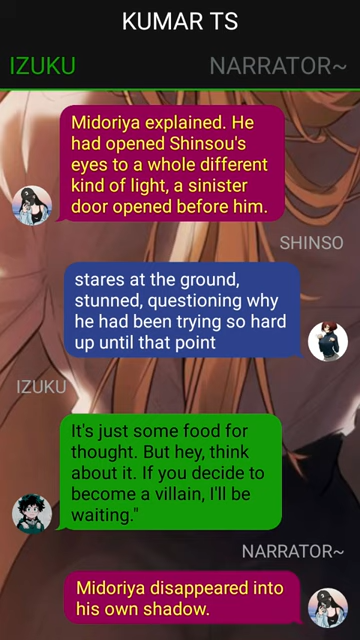 KUMAR TS
IZUKU
NARRATOR~
Midoriya explained. He
had opened Shinsou's
eyes to a whole different
kind of light, a sinister
door opened before him.
SHINSO
stares at the ground,
stunned, questioning why
he had been trying so hard
up until that point
IZUKU
It's just some food for
thought. But hey, think
about it. If you decide to
become a villain, I'll be
waiting."
NARRATOR~
Midoriya disappeared into
his own shadow.